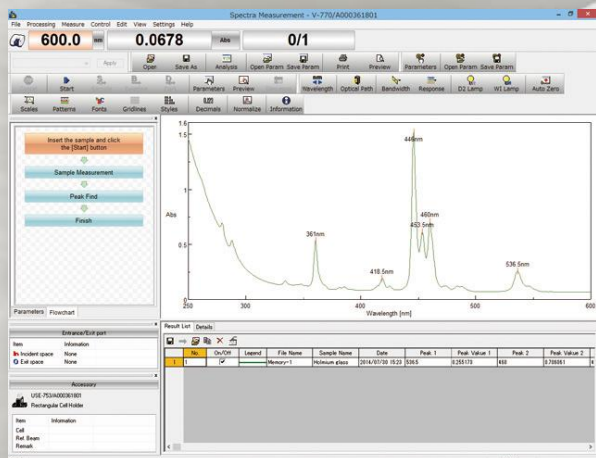 Spectra Measurement - V-770/A000361801
File Processing Measure Control Edit View Settings Help
600.0 nm 0.0678 Abs 0/1
Apply Open Save As Analysis Open Param Save Param Print Preview Parameters Open Param Save Param
Start Parameters Preview Wavelength Optical Path Bandwidth Response D2 Lamp WI Lamp Auto Zero
Scales Patterns Fonts Gridlines Styles Decimals Normalize Information
Insert the sample and click
the [Start] button
Sample Measurement
Peak Find
Finish
Parameters Flowchart
1.6
1.5
1
Abs
0.5
0
446nm
460nm
453.5nm
361nm
418.5nm
536.5nm
250 300 400 500 600
Wavelength [nm]
Entrance/Exit port
Item Information
Incident space None
Exit space None
Accessory
USE-753/A000361801
Rectangular Cell Holder
Item Information
Cell
Ref. Beam
Remark
Result List Details
No. On/Off Legend File Name Sample Name Date Peak 1 Peak Value 1 Peak 2 Peak Value 2
1 1 Memory-1 Holmium glass 2014/07/30 15:23 536.5 0.255173 460